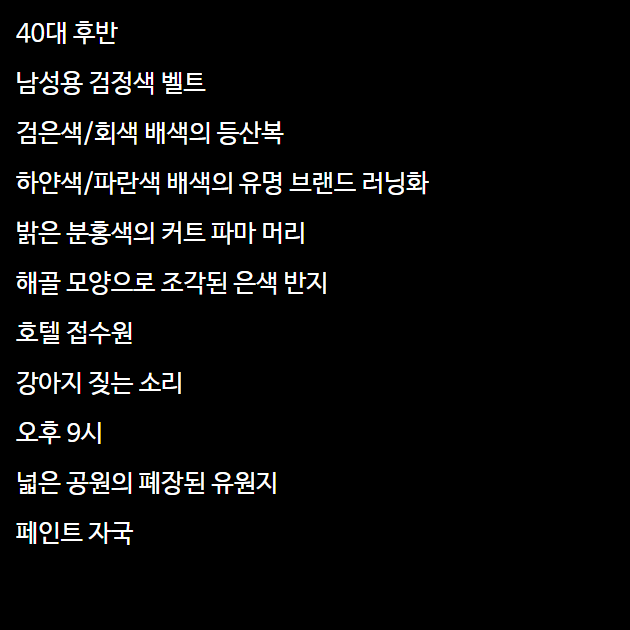 40대 후반
남성용 검정색 벨트
검은색/회색 배색의 등산복
하얀색/파란색 배색의 유명 브랜드 러닝화
밝은 분홍색의 커트 파마 머리
해골 모양으로 조각된 은색 반지
호텔 접수원
강아지 짖는 소리
오후 9시
넓은 공원의 폐장된 유원지
페인트 자국